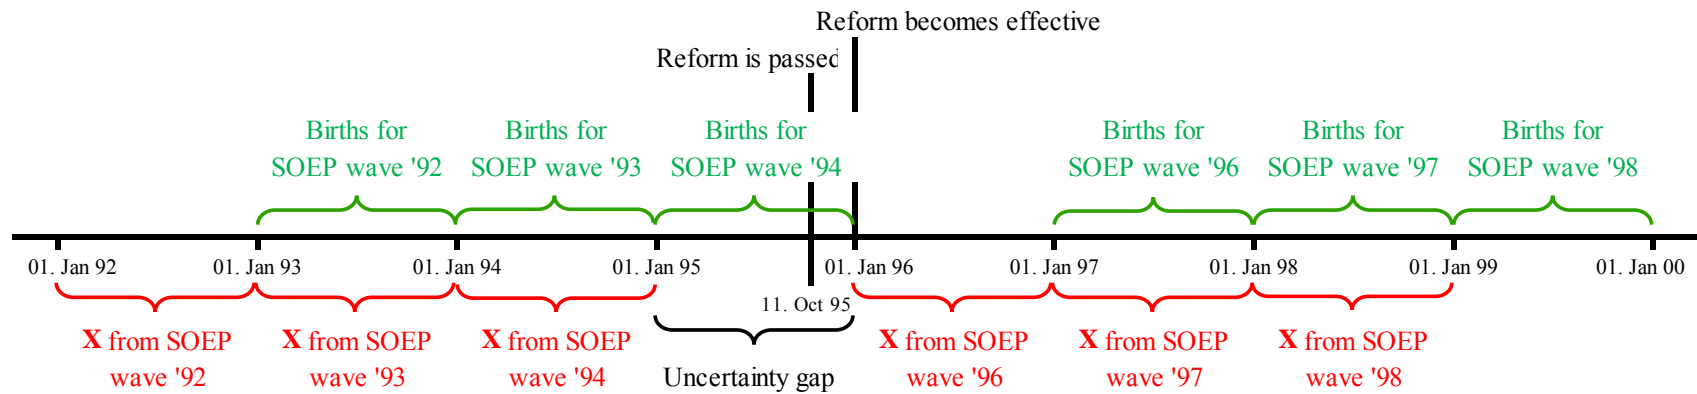 Reform becomes effective
Reform is passed
Births for
SOEP wave '92
Births for
SOEP wave '93
Births for
SOEP wave '94
Births for
SOEP wave '96
Births for
SOEP wave '97
Births for
SOEP wave '98
01. Jan 92
01. Jan 93
01. Jan 94
01. Jan 95
01. Jan 96
01. Jan 97
01. Jan 98
01. Jan 99
01. Jan 00
11. Oct 95
X from SOEP
wave '92
X from SOEP
wave '93
X from SOEP
wave '94
Uncertainty gap
X from SOEP
wave '96
X from SOEP
wave '97
X from SOEP
wave '98